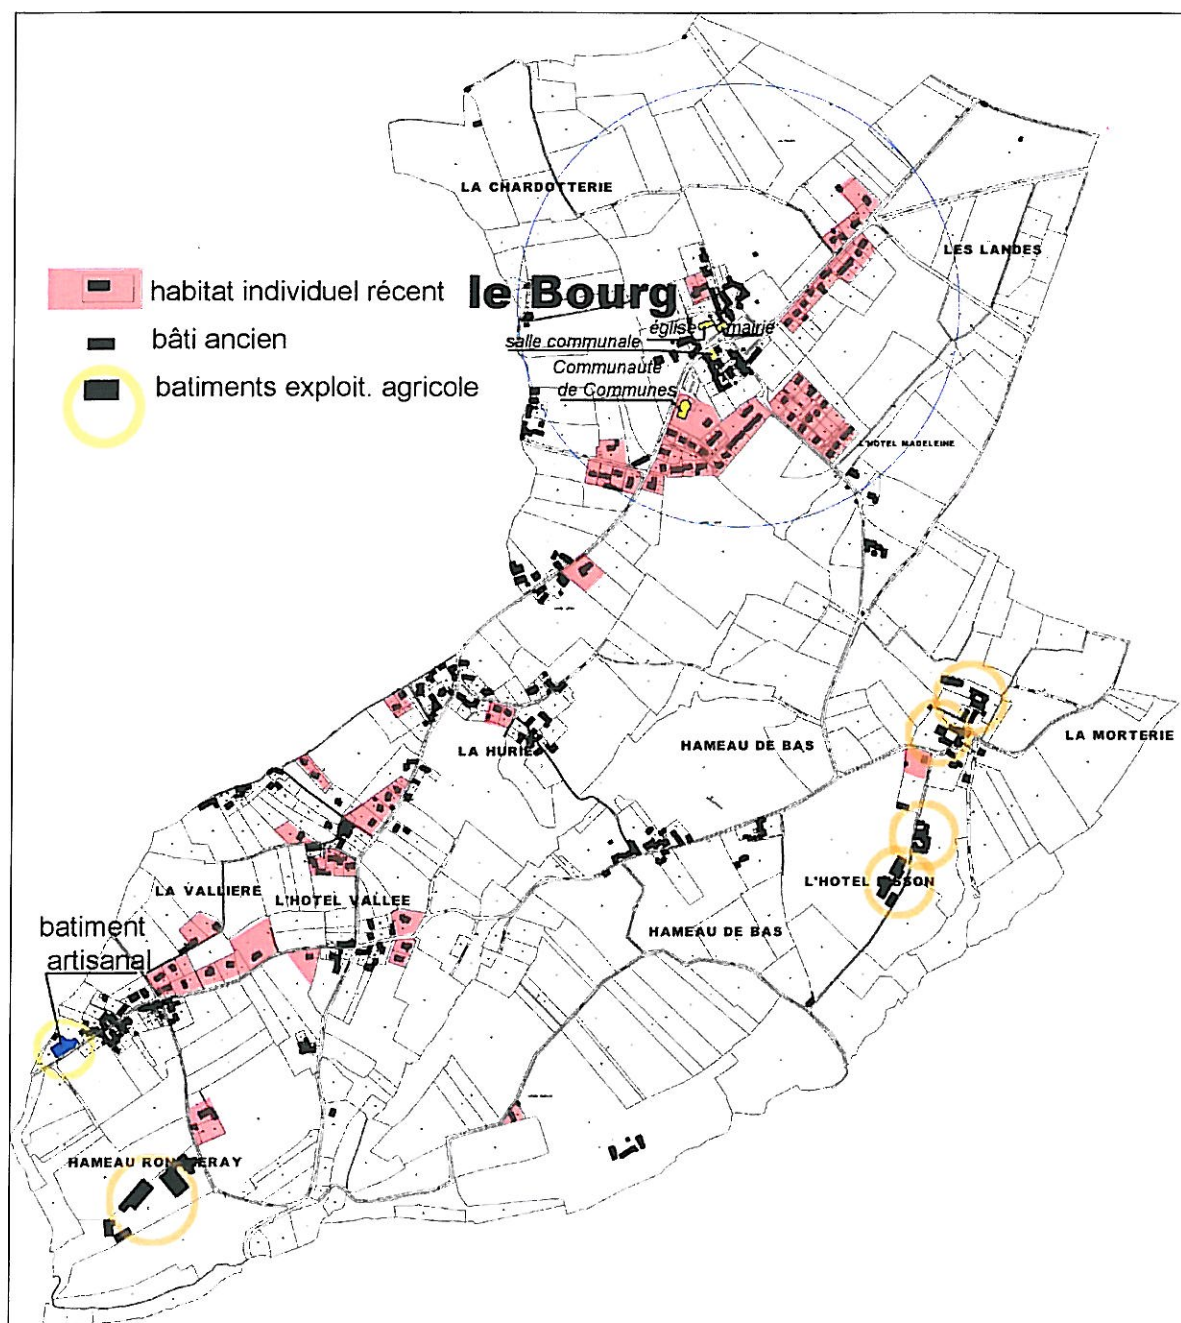 LA CHARDOTTERIE
LES LANDES
habitat individuel récent
le Bourg
église
mairie
bâti ancien
salle communale
Communauté
de Communes
batiments exploit. agricole
L'HOTEL MADELEINE
LA HURIE
HAMEAU DE BAS
LA MORTERIE
LA VALLIERE
L'HOTEL VALLEE
HAMEAU DE BAS
batiment
artisanal
HAMEAU